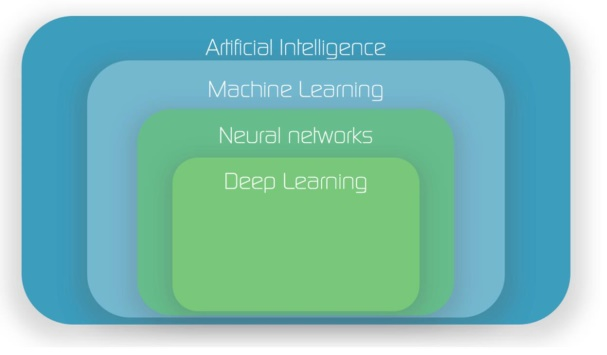 Artificial Intelligence
Machine Learning
Neural networks
Deep Learning